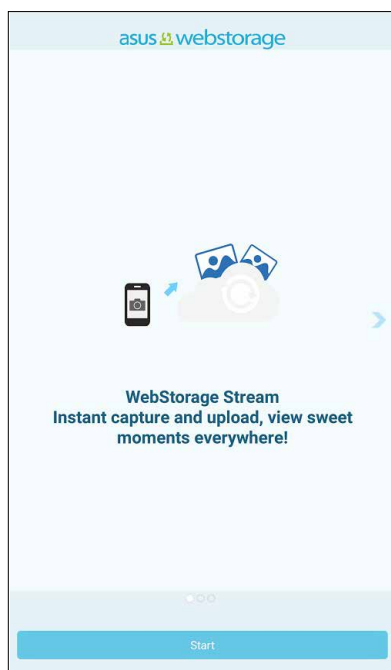 asus webstorage
WebStorage Stream
Instant capture and upload, view sweet
moments everywhere!
Start